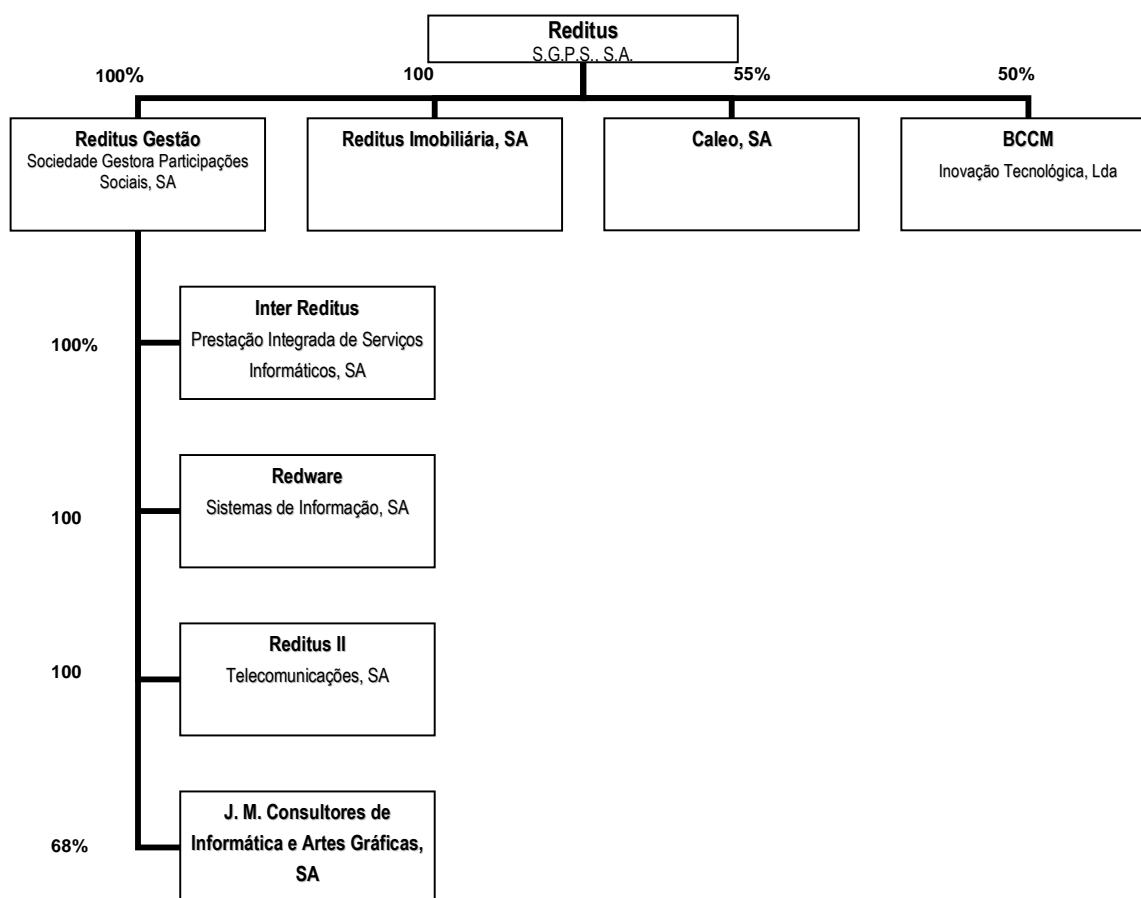 Reditus
S.G.P.S., S.A.
100%
100
55%
50%
Reditus Gestão
Sociedade Gestora Participações
Sociais, SA
Reditus Imobiliária, SA
Caleo, SA
BCCM
Inovação Tecnológica, Lda
100%
Inter Reditus
Prestação Integrada de Serviços
Informáticos, SA
100
Redware
Sistemas de Informação, SA
100
Reditus II
Telecomunicações, SA
68%
J. M. Consultores de
Informática e Artes Gráficas,
SA